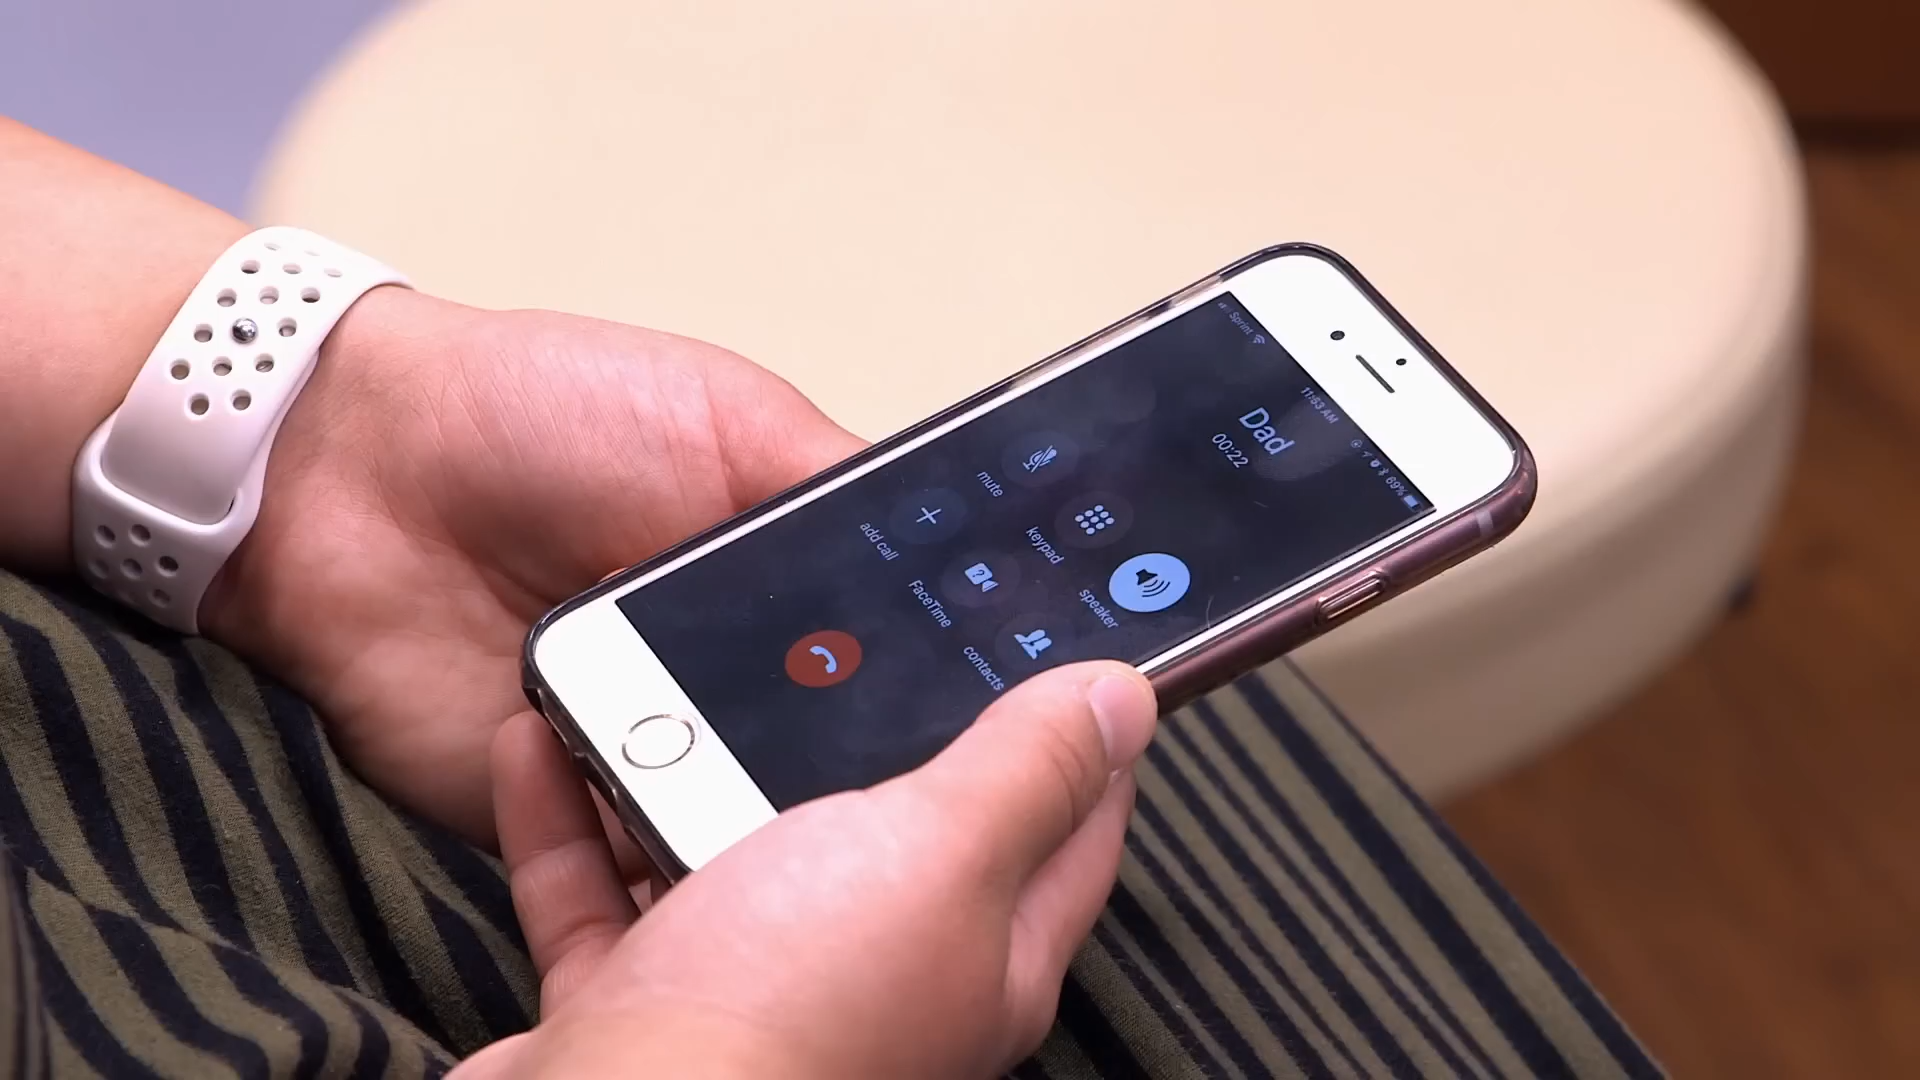 Sprint
11:53 AM
69%
Dad
00:22
mute
keypad
speaker
add call
FaceTime
contacts